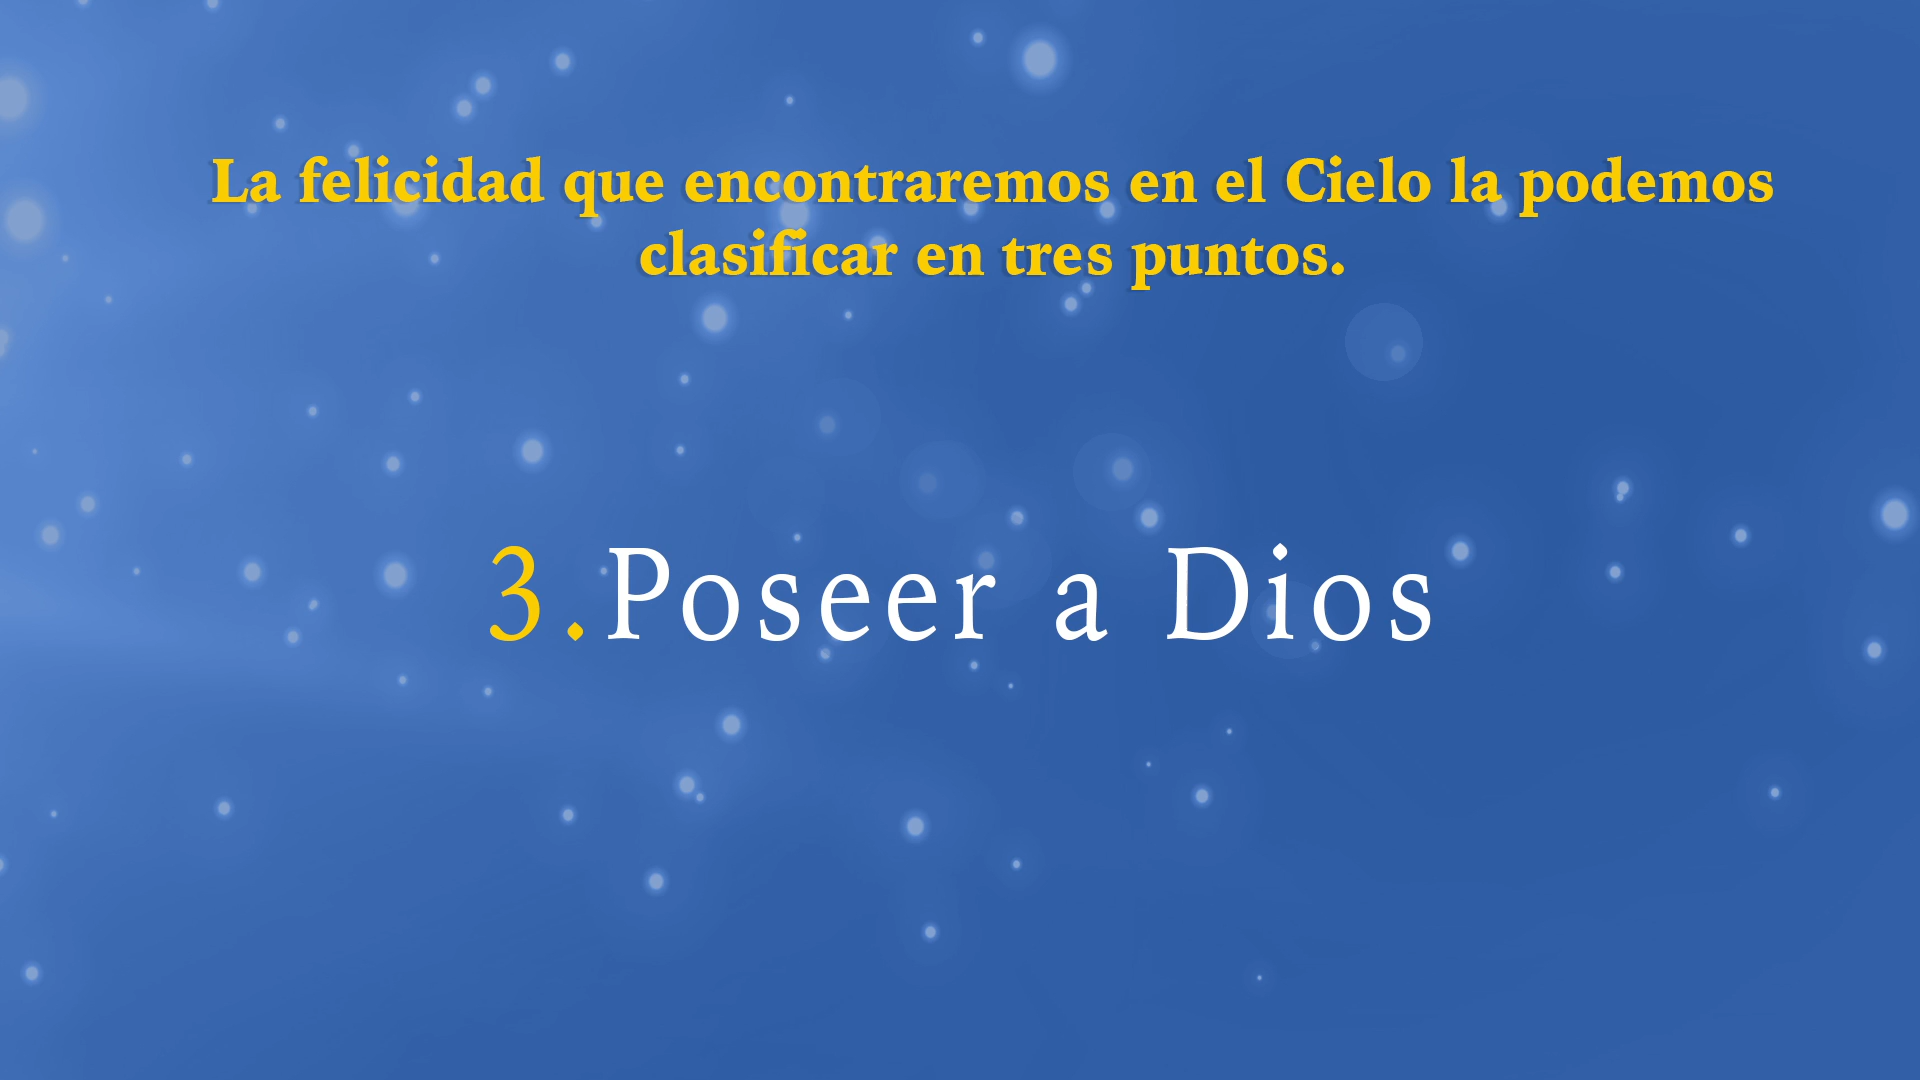 La felicidad que encontraremos en el Cielo la podemos
clasificar en tres puntos.
3.Poseer a Dios